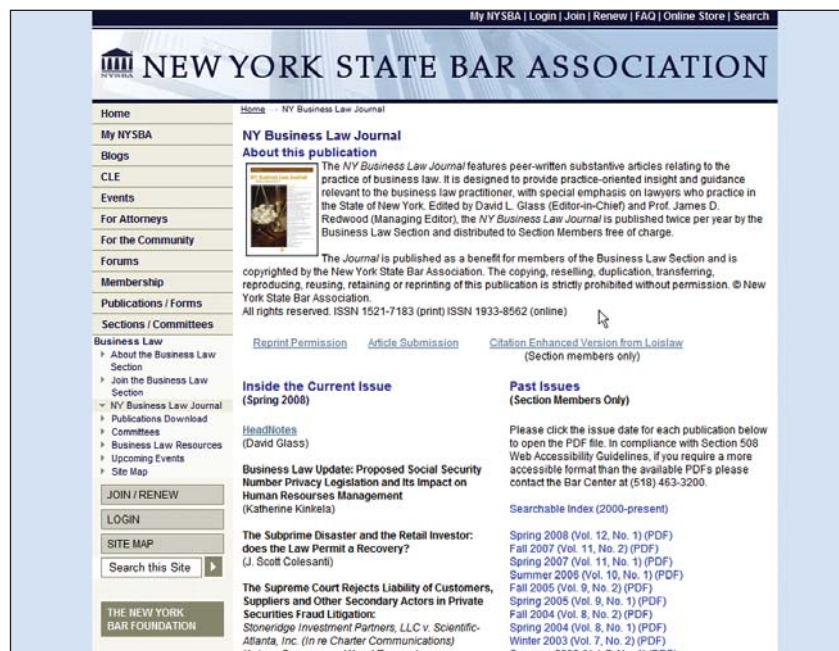 My NYSBA | Login | Join | Renew | FAQ | Online Store | Search
NYSBA
NEW YORK STATE BAR ASSOCIATION
Home
My NYSBA
Blogs
CLE
Events
For Attorneys
For the Community
Forums
Membership
Publications / Forms
Sections / Committees
Business Law
About the Business Law
Section
Join the Business Law
Section
NY Business Law Journal
Publications Download
Committees
Business Law Resources
Upcoming Events
Site Map
JOIN / RENEW
LOGIN
SITE MAP
Search this Site
THE NEW YORK
BAR FOUNDATION
Home NY Business Law Journal
NY Business Law Journal
About this publication
The NY Business Law Journal features peer-written substantive articles relating to the
practice of business law. It is designed to provide practice-oriented insight and guidance
relevant to the business law practitioner, with special emphasis on lawyers who practice in
the State of New York. Edited by David L. Glass (Editor-in-Chief) and Prof. James D.
Redwood (Managing Editor), the NY Business Law Journal is published twice per year by the
Business Law Section and distributed to Section Members free of charge.
The Journal is published as a benefit for members of the Business Law Section and is
copyrighted by the New York State Bar Association. The copying, reselling, duplication, transferring,
reproducing, reusing, retaining or reprinting of this publication is strictly prohibited without permission. © New
York State Bar Association.
All rights reserved. ISSN 1521-7183 (print) ISSN 1933-8562 (online)
Reprint Permission Article Submission Citation Enhanced Version from Loislaw
(Section members only)
Inside the Current Issue
(Spring 2008)
HeadNotes
(David Glass)
Business Law Update: Proposed Social Security
Number Privacy Legislation and Its Impact on
Human Resourses Management
(Katherine Kinkela)
The Subprime Disaster and the Retail Investor:
does the Law Permit a Recovery?
(J. Scott Colesanti)
The Supreme Court Rejects Liability of Customers,
Suppliers and Other Secondary Actors in Private
Securities Fraud Litigation:
Stoneridge Investment Partners, LLC v. Scientific-
Atlanta, Inc. (In re Charter Communications)
Past Issues
(Section Members Only)
Please click the issue date for each publication below
to open the PDF file. In compliance with Section 508
Web Accessibility Guidelines, if you require a more
accessible format than the available PDFs please
contact the Bar Center at (518) 463-3200.
Searchable Index (2000-present)
Spring 2008 (Vol. 12, No. 1) (PDF)
Fall 2007 (Vol. 11, No. 2) (PDF)
Spring 2007 (Vol. 11, No. 1) (PDF)
Summer 2006 (Vol. 10, No. 1) (PDF)
Fall 2005 (Vol. 9, No. 2) (PDF)
Spring 2005 (Vol. 9, No. 1) (PDF)
Fall 2004 (Vol. 8, No. 2) (PDF)
Spring 2004 (Vol. 8, No. 1) (PDF)
Winter 2003 (Vol. 7, No. 2) (PDF)